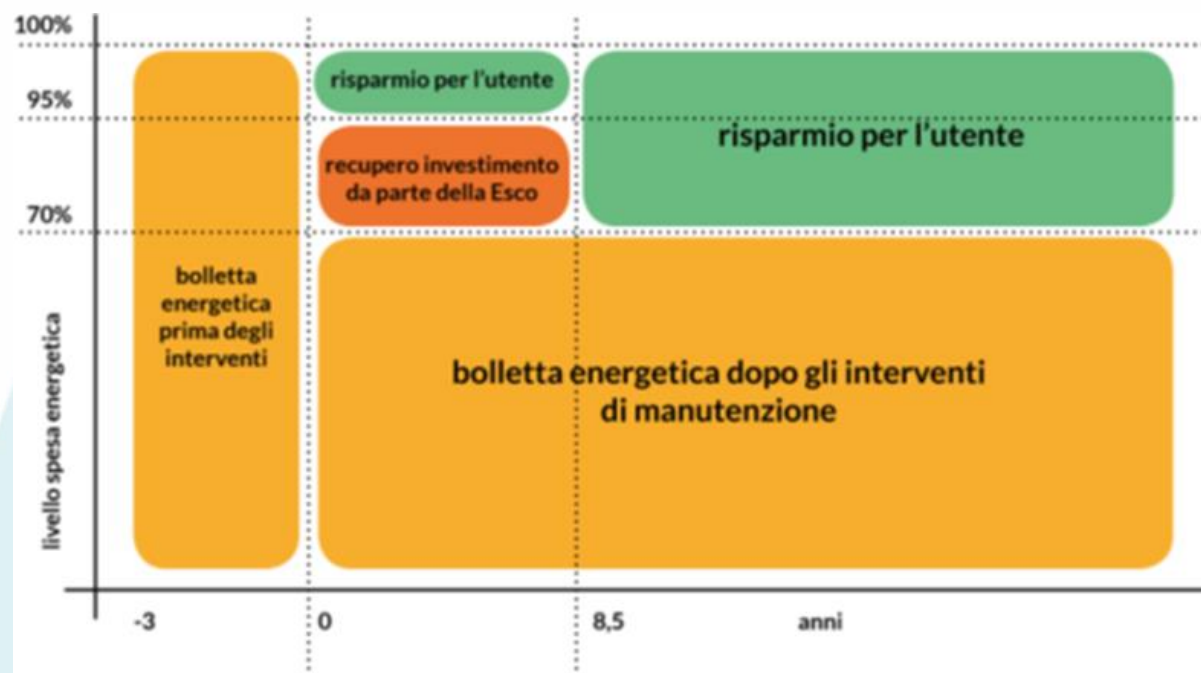 100%
95%
70%
livello spesa energetica
bolletta
energetica
prima degli
interventi
risparmio per l'utente
recupero investimento
da parte della Esco
risparmio per l'utente
bolletta energetica dopo gli interventi
di manutenzione
-3
0
8,5
anni